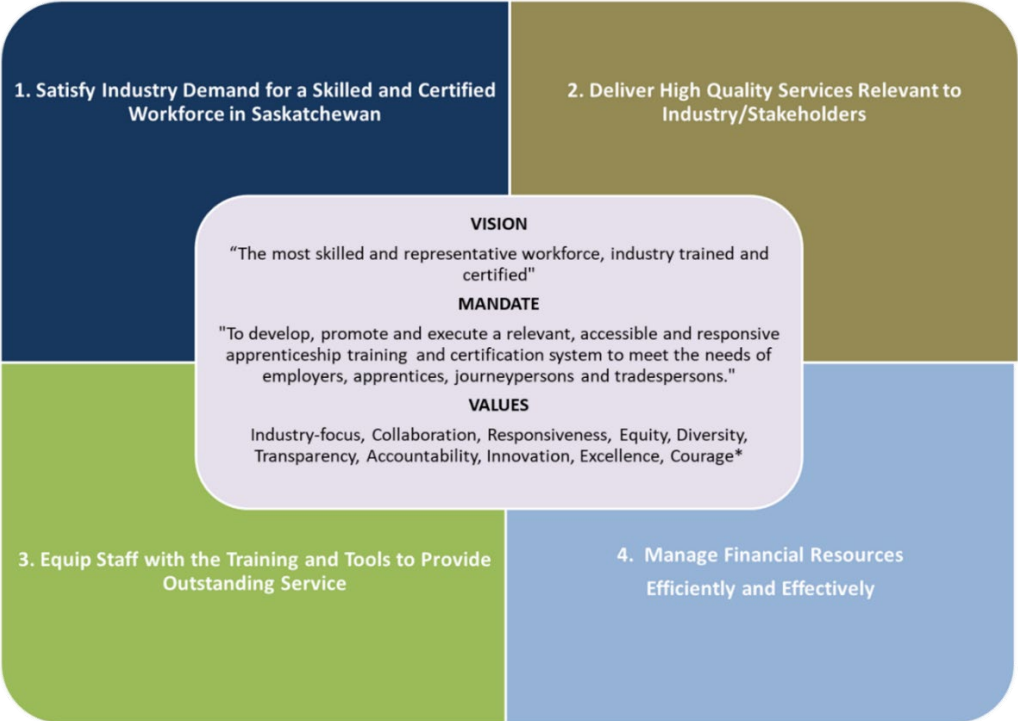 1. Satisfy Industry Demand for a Skilled and Certified
Workforce in Saskatchewan
2. Deliver High Quality Services Relevant to
Industry/Stakeholders
VISION
“The most skilled and representative workforce, industry trained and
certified"
MANDATE
"To develop, promote and execute a relevant, accessible and responsive
apprenticeship training and certification system to meet the needs of
employers, apprentices, journeypersons and tradespersons."
VALUES
Industry-focus, Collaboration, Responsiveness, Equity, Diversity,
Transparency, Accountability, Innovation, Excellence, Courage*
3. Equip Staff with the Training and Tools to Provide
Outstanding Service
4. Manage Financial Resources
Efficiently and Effectively